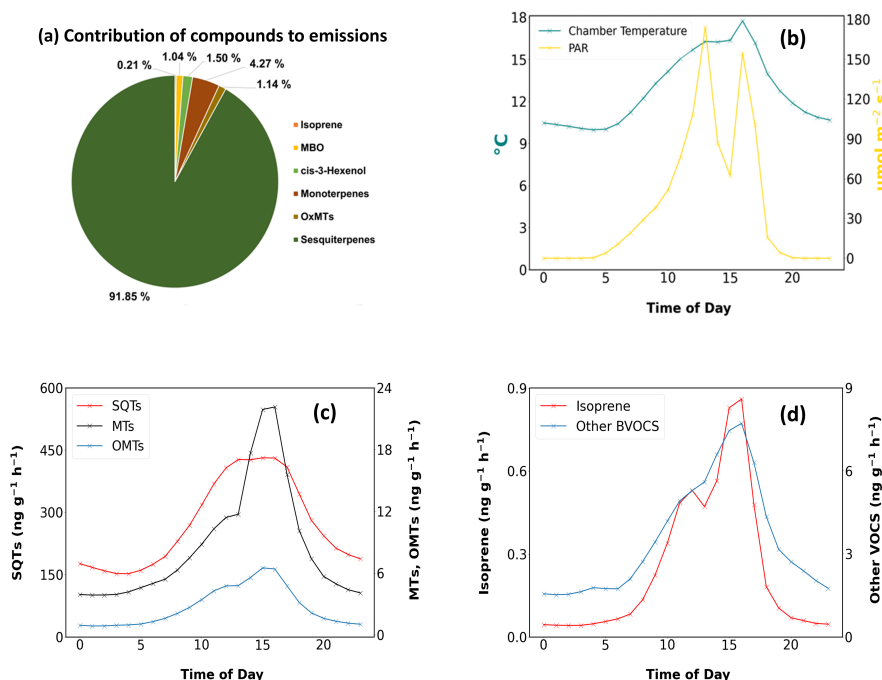 (a) Contribution of compounds to emissions
0.21 %
1.04 %
1.50 %
4.27 %
1.14 %
91.85 %
Isoprene
MBO
cis-3-Hexenol
Monoterpenes
OxMTs
Sesquiterpenes
(b)
Chamber Temperature
PAR
°C
18
15
12
9
6
3
0
180
150
120
90
60
30
0
μmol m⁻² s⁻¹
0 5 10 15 20
Time of Day
(c)
SQTs
MTs
OMTs
SQTs (ng g⁻¹ h⁻¹)
600
450
300
150
0
24
18
12
6
0
MTs, OMTs (ng g⁻¹ h⁻¹)
0 5 10 15 20
Time of Day
(d)
Isoprene
Other BVOCS
Isoprene (ng g⁻¹ h⁻¹)
0.9
0.6
0.3
0.0
9
6
3
0
Other VOCS (ng g⁻¹ h⁻¹)
0 5 10 15 20
Time of Day